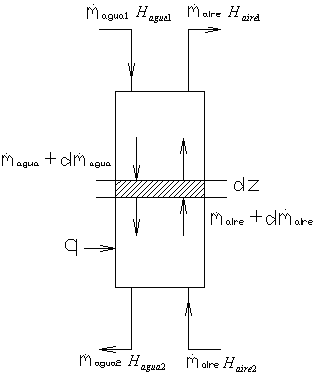 ṁagua1 Hagua1 ṁaire Haire1
ṁagua + dṁagua
dz
ṁaire + dṁaire
q
ṁagua2 Hagua2 ṁaire Haire2